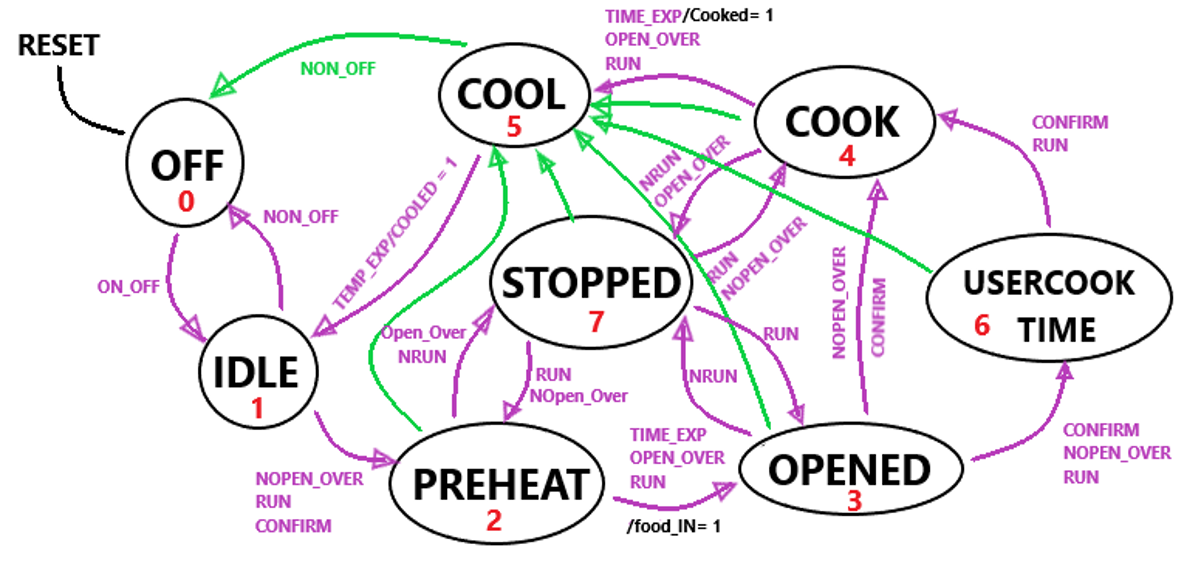 TIME_EXP/Cooked= 1
OPEN_OVER
RUN
RESET
NON_OFF
COOL
5
COOK
4
CONFIRM
RUN
OFF
0
NON_OFF
TEMP_EXP/COOLED = 1
NRUN
OPEN_OVER
RUN
NOPEN_OVER
ON_OFF
STOPPED
7
NOPEN_OVER
CONFIRM
USERCOOK
6 TIME
IDLE
1
Open_Over
NRUN
RUN
NOpen_Over
NRUN
RUN
NOPEN_OVER
RUN
CONFIRM
PREHEAT
2
TIME_EXP
OPEN_OVER
RUN
/food_IN= 1
OPENED
3
CONFIRM
NOPEN_OVER
RUN